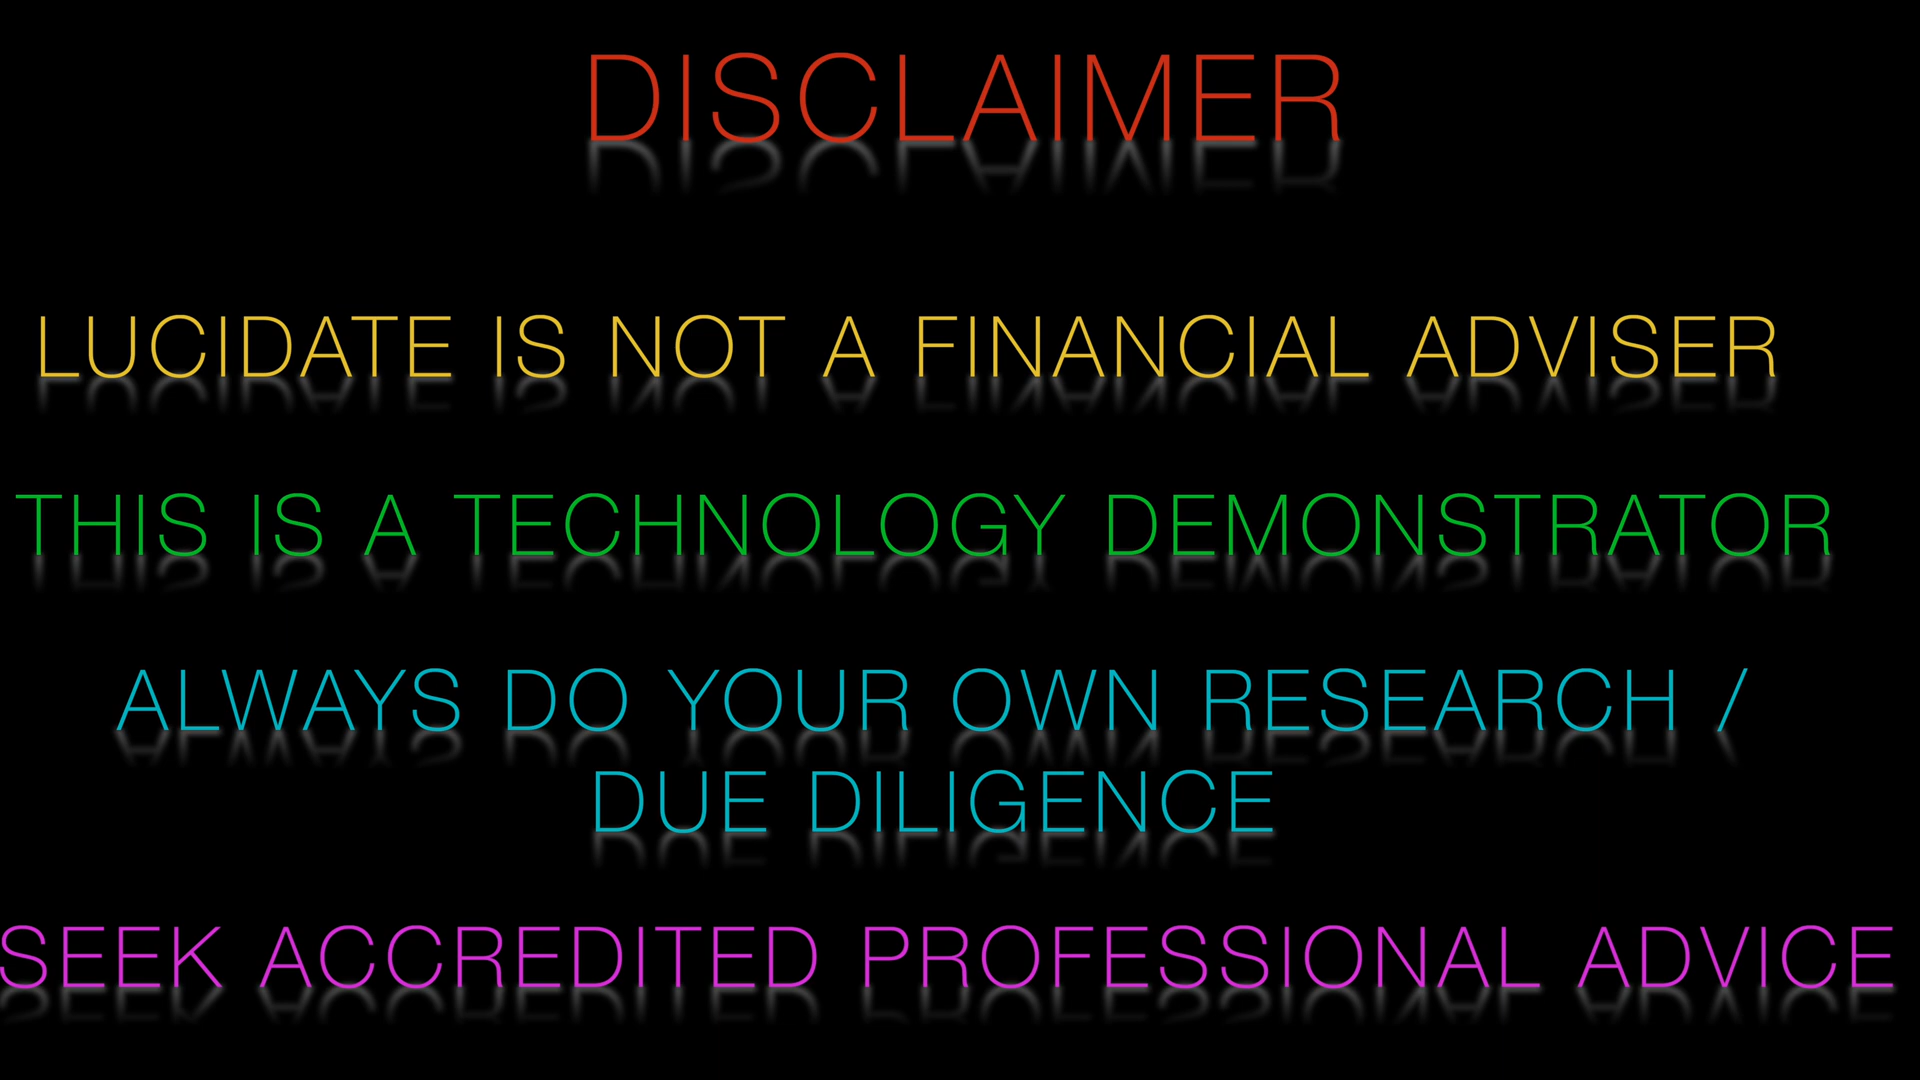 DISCLAIMER
LUCIDATE IS NOT A FINANCIAL ADVISER
THIS IS A TECHNOLOGY DEMONSTRATOR
ALWAYS DO YOUR OWN RESEARCH /
DUE DILIGENCE
SEEK ACCREDITED PROFESSIONAL ADVICE